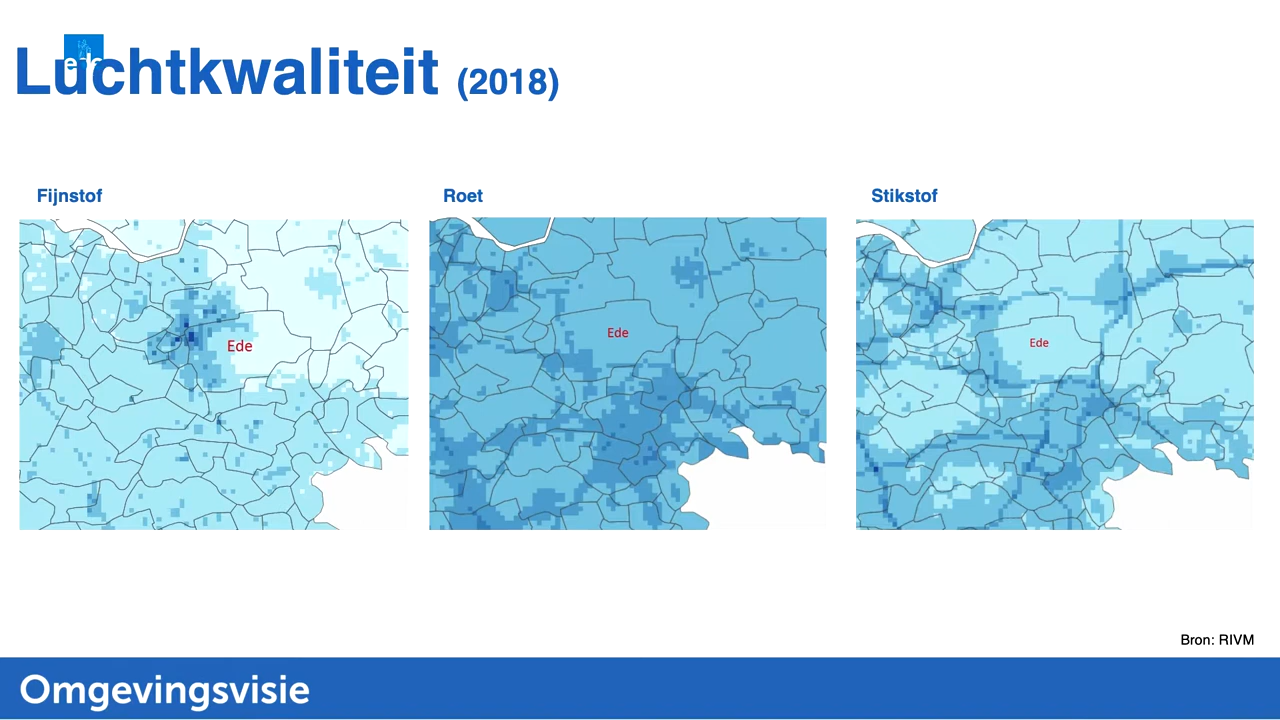 Luchtkwaliteit (2018)
Fijnstof
Roet
Stikstof
Ede
Ede
Ede
Bron: RIVM
Omgevingsvisie